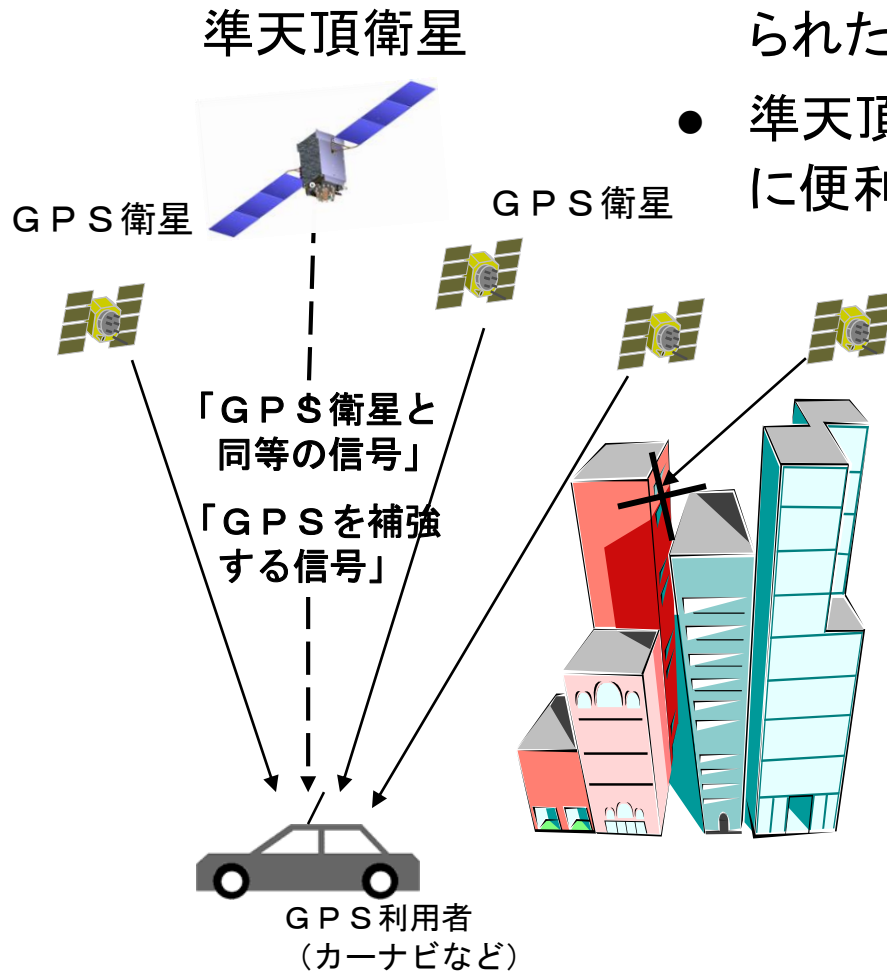 準天頂衛星
られた
● 準天頂
に便利
ＧＰＳ衛星
ＧＰＳ衛星
「ＧＰＳ衛星と
同等の信号」
「ＧＰＳを補強
する信号」
ＧＰＳ利用者
（カーナビなど）